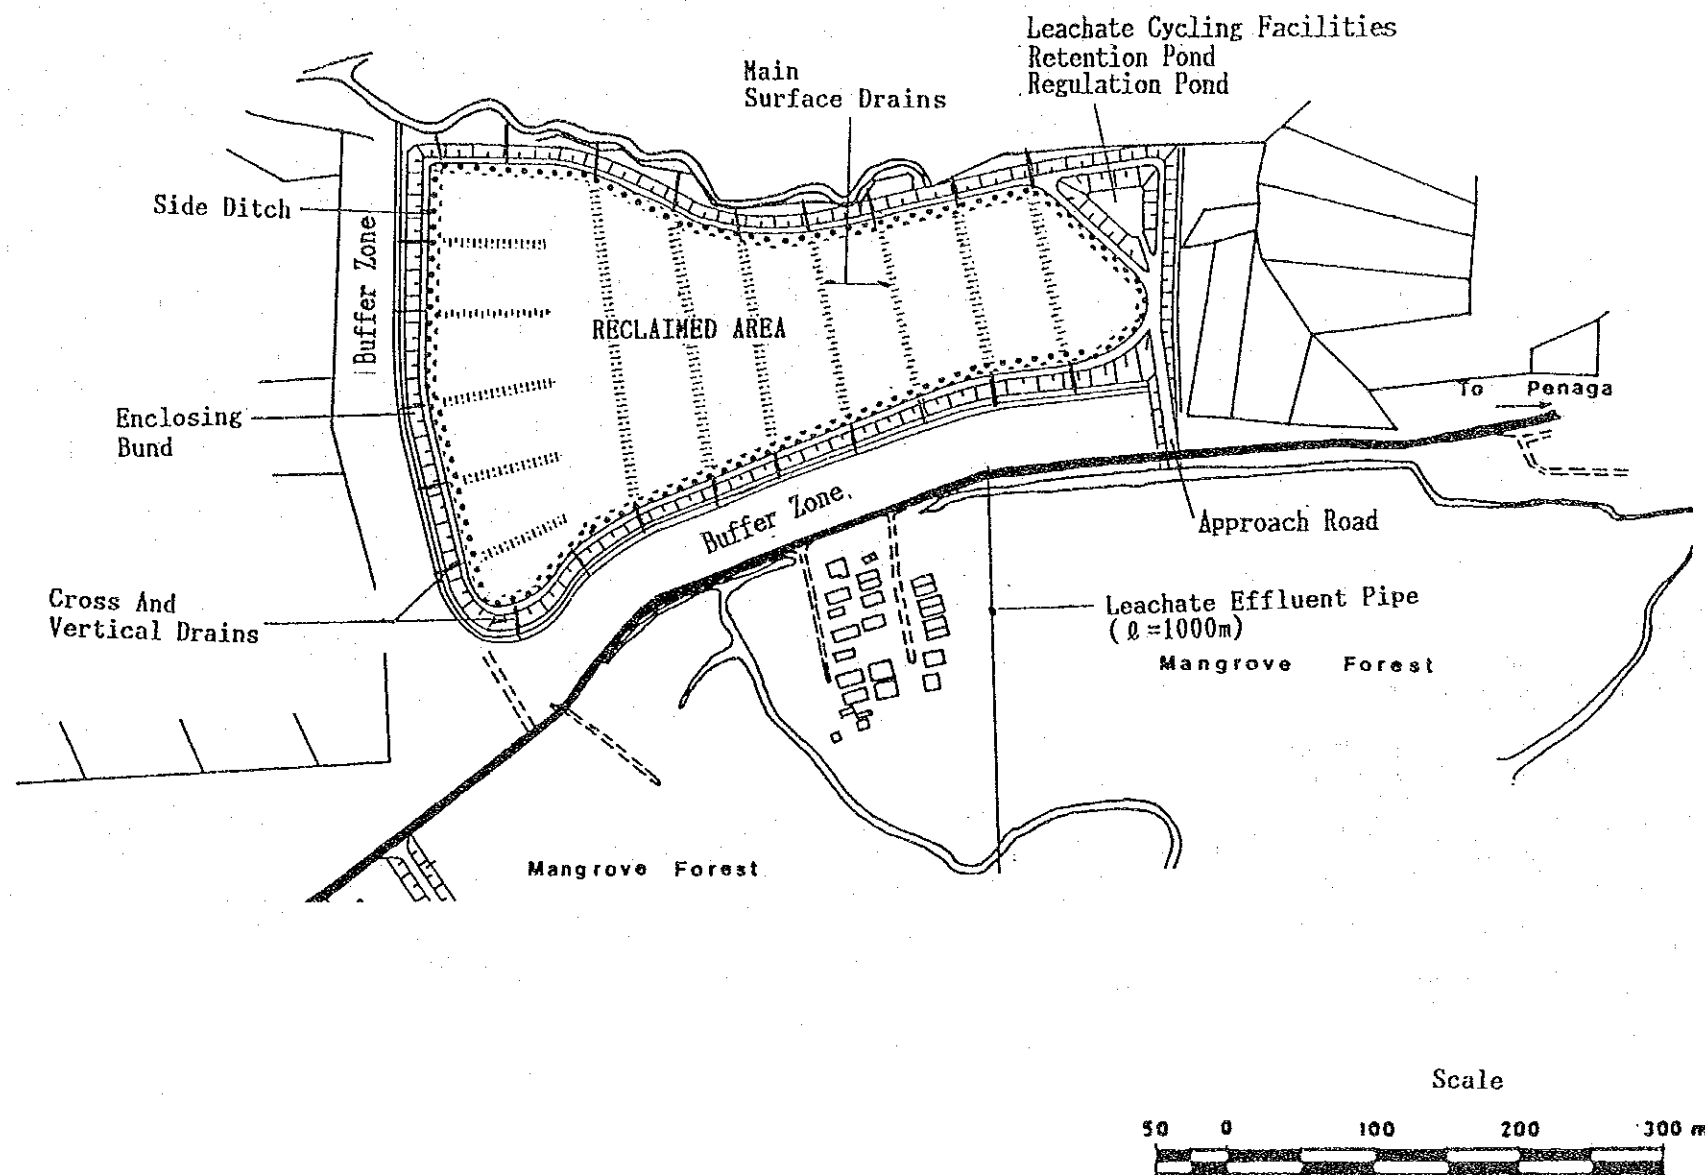 Leachate Cycling Facilities
Retention Pond
Regulation Pond
Main
Surface Drains
Side Ditch
Buffer Zone
RECLAIMED AREA
To Penaga
Enclosing
Bund
Buffer Zone
Approach Road
Cross And
Vertical Drains
Leachate Effluent Pipe
(ℓ=1000m)
Mangrove Forest
Mangrove Forest
Scale
50 0 100 200 300 m